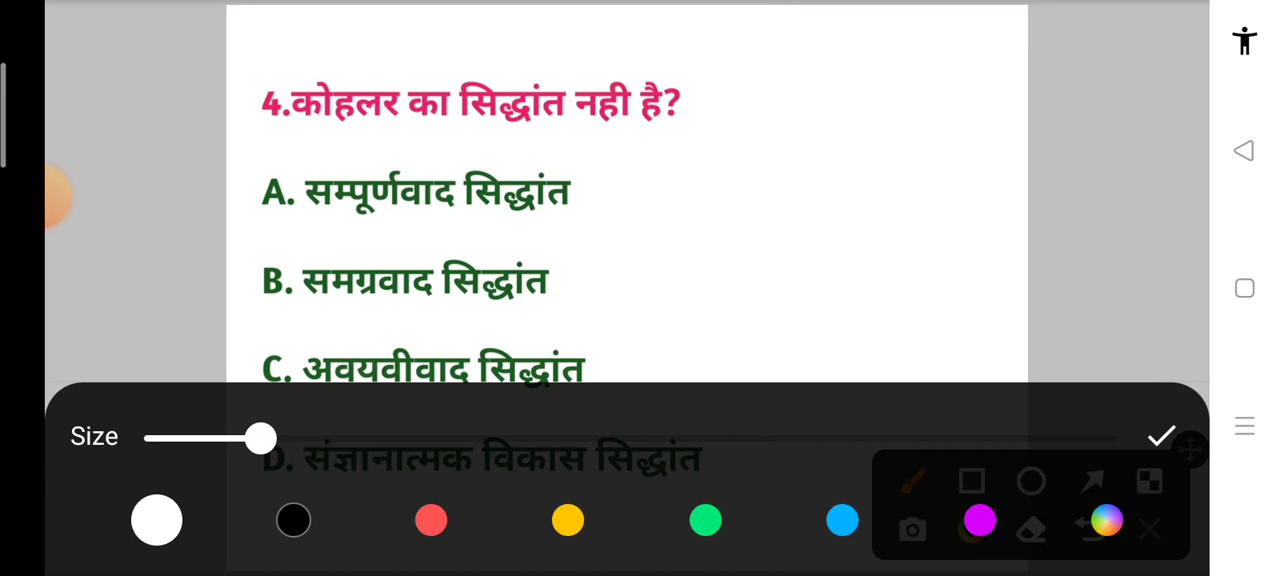 4.कोहलर का सिद्धांत नही है?
A. सम्पूर्णवाद सिद्धांत
B. समग्रवाद सिद्धांत
C. अवयवीवाद सिद्धांत
Size
D. संज्ञानात्मक विकास सिद्धांत